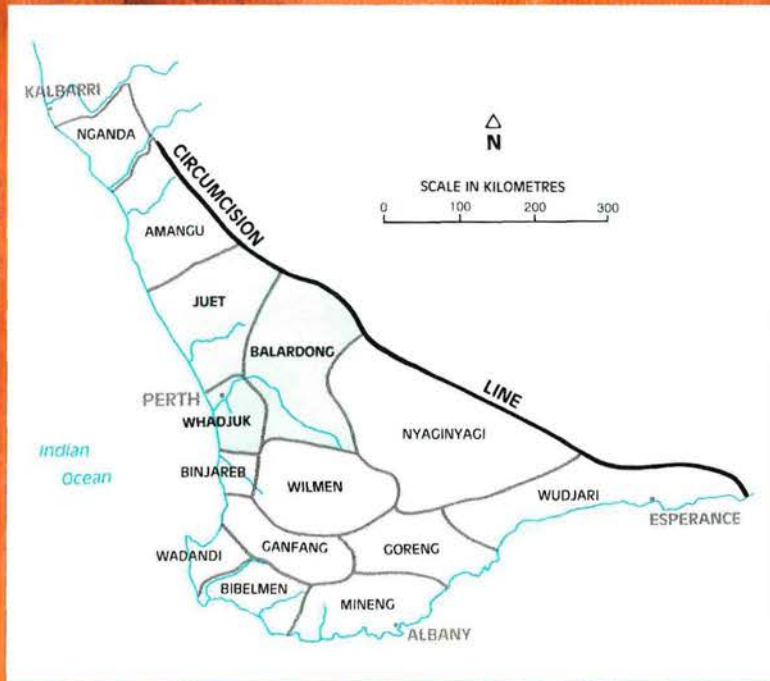 KALBARRI
NGANDA
CIRCUMCISION
N
SCALE IN KILOMETRES
0 100 200 300
AMANGU
JUET
BALARDONG
LINE
PERTH
WHADJUK
NYAGINYAGI
Indian
Ocean
BINJAREB
WILMEN
WUDJARI
ESPERANCE
WADANDI
GANFANG
GORENG
BIBELMEN
MINENG
ALBANY